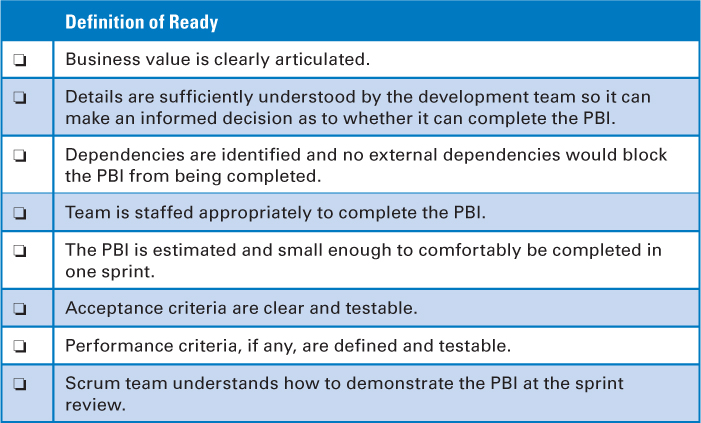 Definition of Ready
❏ Business value is clearly articulated.
❏ Details are sufficiently understood by the development team so it can
make an informed decision as to whether it can complete the PBI.
❏ Dependencies are identified and no external dependencies would block
the PBI from being completed.
❏ Team is staffed appropriately to complete the PBI.
❏ The PBI is estimated and small enough to comfortably be completed in
one sprint.
❏ Acceptance criteria are clear and testable.
❏ Performance criteria, if any, are defined and testable.
❏ Scrum team understands how to demonstrate the PBI at the sprint
review.